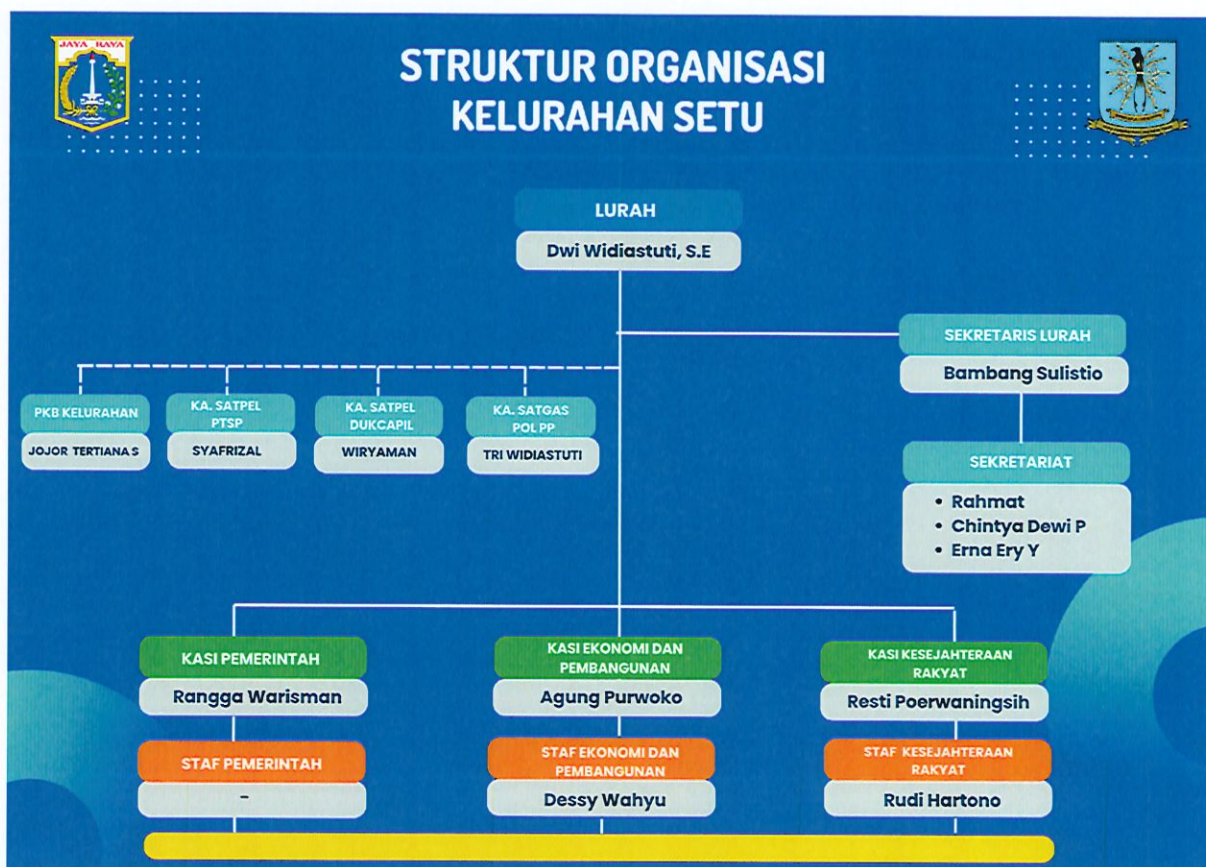 JAYA RAYA
STRUKTUR ORGANISASI
KELURAHAN SETU
LURAH
Dwi Widiastuti, S.E
SEKRETARIS LURAH
Bambang Sulistio
PKB KELURAHAN
JOJOR TERTIANA S
KA. SATPEL
PTSP
SYAFRIZAL
KA. SATPEL
DUKCAPIL
WIRYAMAN
KA. SATGAS
POL PP
TRI WIDIASTUTI
SEKRETARIAT
• Rahmat
• Chintya Dewi P
• Erna Ery Y
KASI PEMERINTAH
Rangga Warisman
KASI EKONOMI DAN
PEMBANGUNAN
Agung Purwoko
KASI KESEJAHTERAAN
RAKYAT
Resti Poerwaningsih
STAF PEMERINTAH
-
STAF EKONOMI DAN
PEMBANGUNAN
Dessy Wahyu
STAF KESEJAHTERAAN
RAKYAT
Rudi Hartono